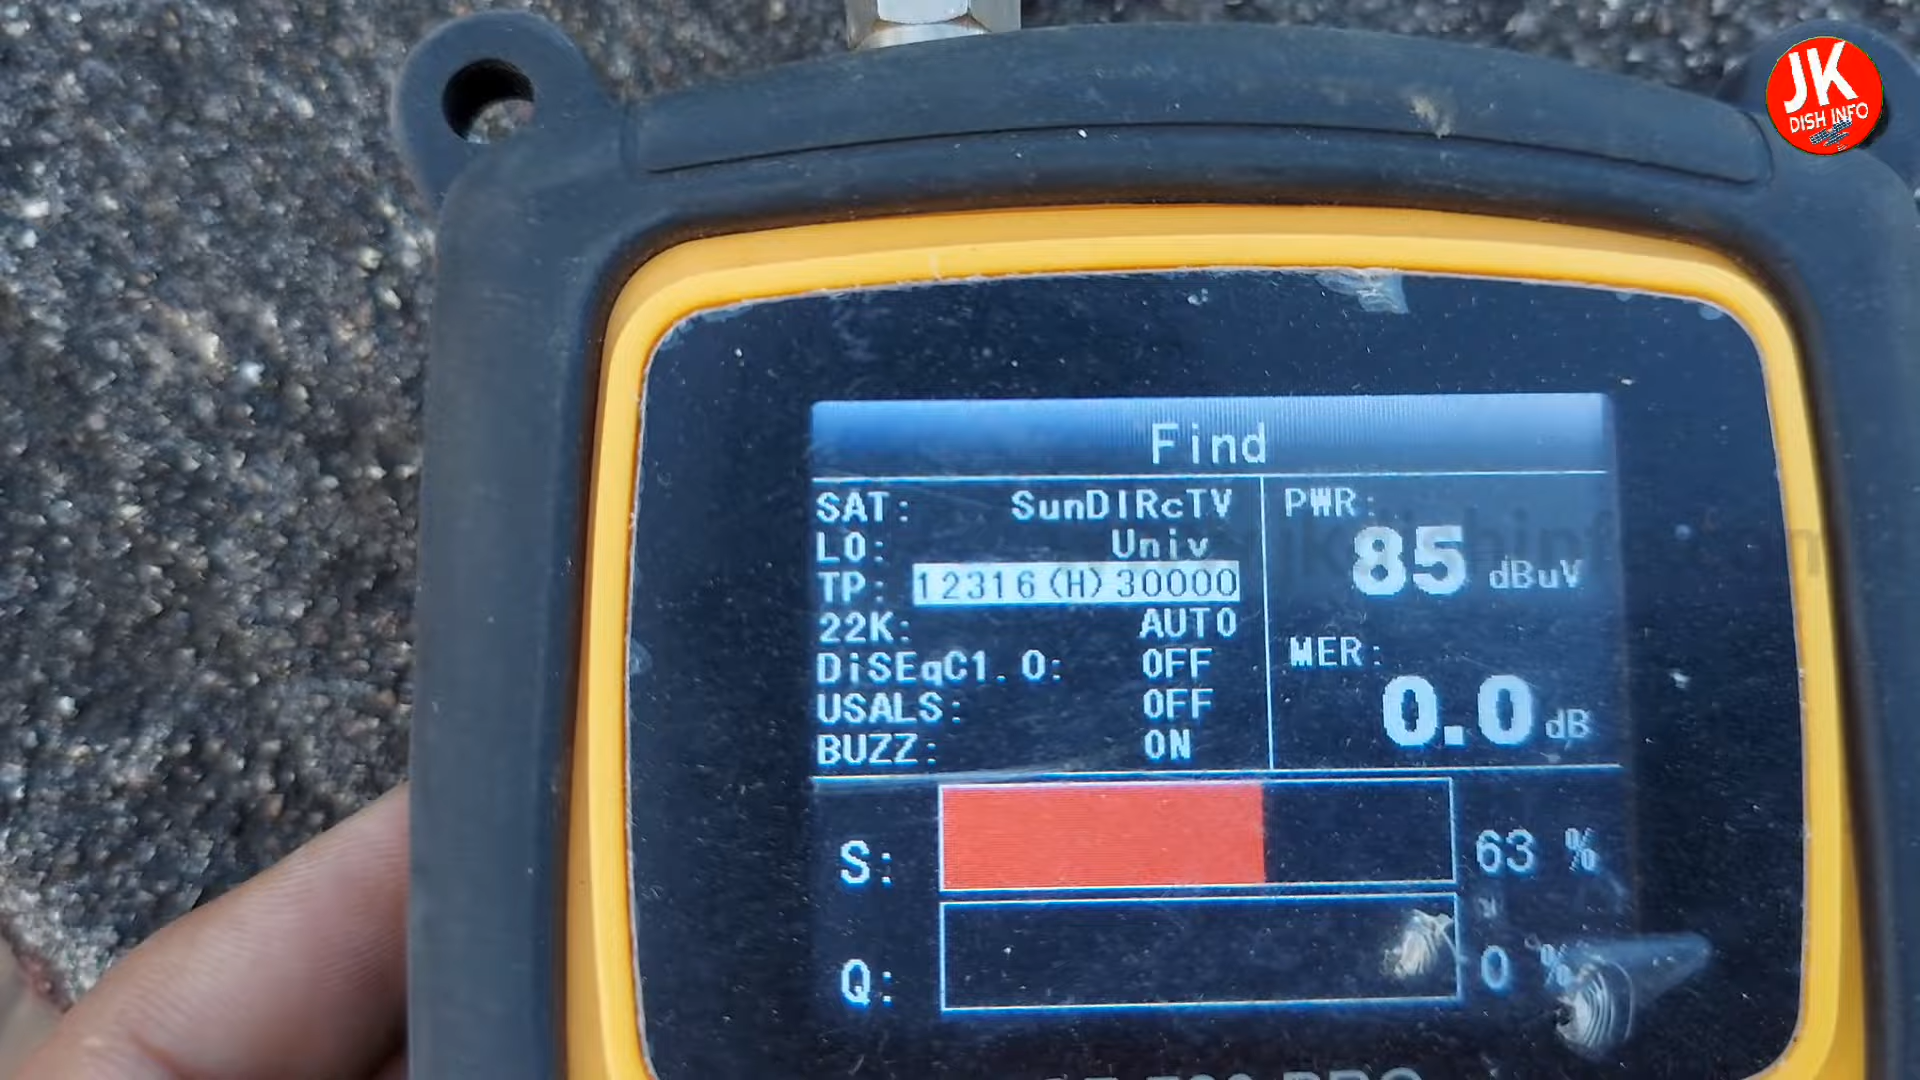 JK
DISH INFO
Find
SAT: SunDIRcTV
LO: Univ
TP: 12316(H)30000
22K: AUTO
DiSEqC1.0: OFF
USALS: OFF
BUZZ: ON
PWR:
85 dBuV
MER:
0.0 dB
S: 63 %
Q: 0 %